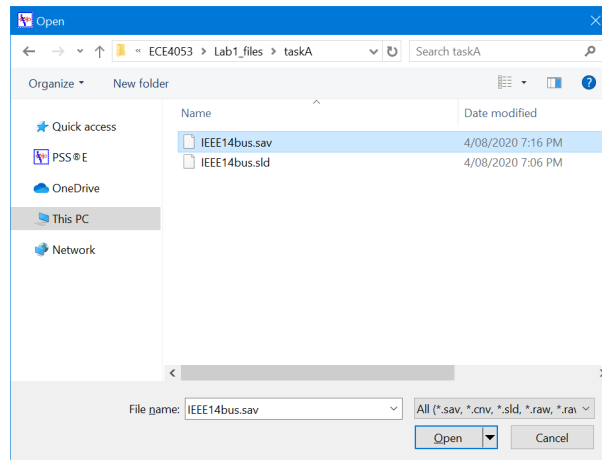 Open
« ECE4053 > Lab1_files > taskA
Search taskA
Organize
New folder
Name
Date modified
Quick access
IEEE14bus.sav
4/08/2020 7:16 PM
PSS®E
IEEE14bus.sld
4/08/2020 7:06 PM
OneDrive
This PC
Network
File name:
IEEE14bus.sav
All (*.sav, *.cnv, *.sld, *.raw, *.rav
Open
Cancel